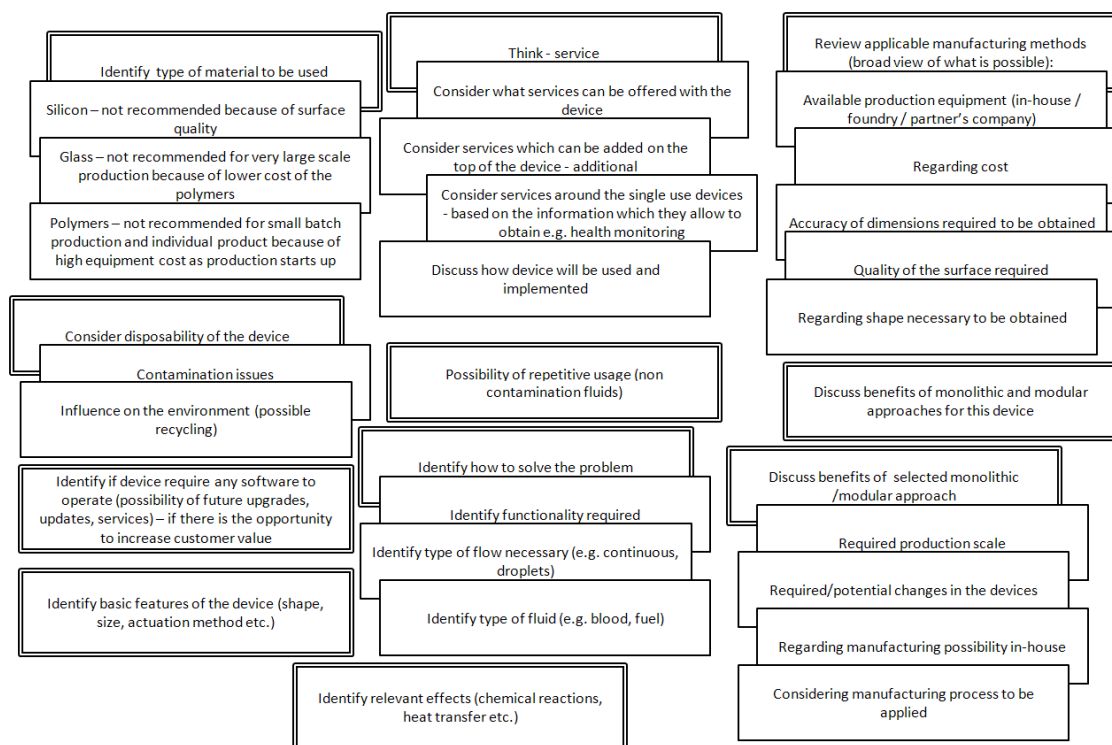 Identify type of material to be used
Silicon – not recommended because of surface
quality
Glass – not recommended for very large scale
production because of lower cost of the
polymers
Polymers – not recommended for small batch
production and individual product because of
high equipment cost as production starts up
Consider disposability of the device
Contamination issues
Influence on the environment (possible
recycling)
Identify if device require any software to
operate (possibility of future upgrades,
updates, services) – if there is the opportunity
to increase customer value
Identify basic features of the device (shape,
size, actuation method etc.)
Think - service
Consider what services can be offered with the
device
Consider services which can be added on the
top of the device - additional
Consider services around the single use devices
- based on the information which they allow to
obtain e.g. health monitoring
Discuss how device will be used and
implemented
Possibility of repetitive usage (non
contamination fluids)
Identify how to solve the problem
Identify functionality required
Identify type of flow necessary (e.g. continuous,
droplets)
Identify type of fluid (e.g. blood, fuel)
Identify relevant effects (chemical reactions,
heat transfer etc.)
Review applicable manufacturing methods
(broad view of what is possible):
Available production equipment (in-house /
foundry / partner's company)
Regarding cost
Accuracy of dimensions required to be obtained
Quality of the surface required
Regarding shape necessary to be obtained
Discuss benefits of monolithic and modular
approaches for this device
Discuss benefits of  selected monolithic
/modular approach
Required production scale
Required/potential changes in the devices
Regarding manufacturing possibility in-house
Considering manufacturing process to be
applied